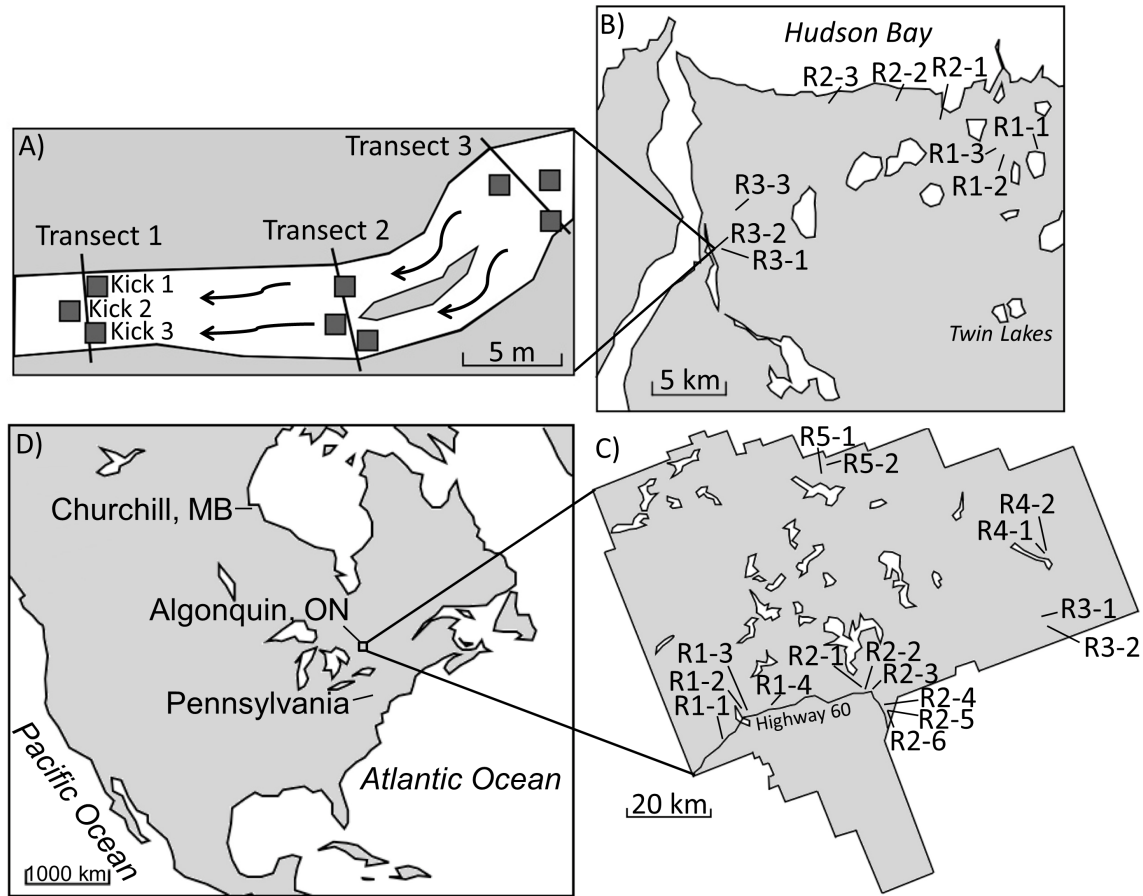 A)
Transect 3
Transect 1
Transect 2
Kick 1
Kick 2
Kick 3
5 m
B)
Hudson Bay
R2-3
R2-2
R2-1
R1-1
R1-3
R1-2
R3-3
R3-2
R3-1
Twin Lakes
5 km
D)
Churchill, MB
Algonquin, ON
Pennsylvania
Pacific Ocean
Atlantic Ocean
1000 km
C)
R5-1
R5-2
R4-2
R4-1
R3-1
R3-2
R1-3
R2-1
R2-2
R1-2
R1-4
R2-3
R1-1
Highway 60
R2-4
R2-5
R2-6
20 km